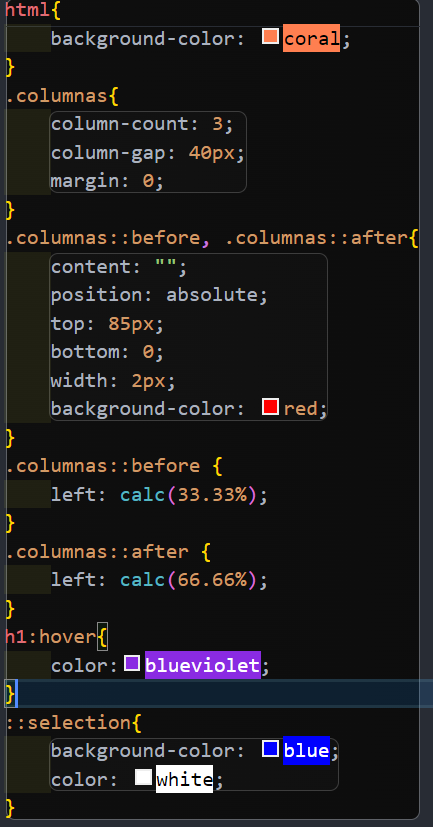 html{
background-color: coral;
}
.columnas{
column-count: 3;
column-gap: 40px;
margin: 0;
}
.columnas::before, .columnas::after{
content: "";
position: absolute;
top: 85px;
bottom: 0;
width: 2px;
background-color: red;
}
.columnas::before {
left: calc(33.33%);
}
.columnas::after {
left: calc(66.66%);
}
h1:hover{
color: blueviolet;
}
::selection{
background-color: blue;
color: white;
}